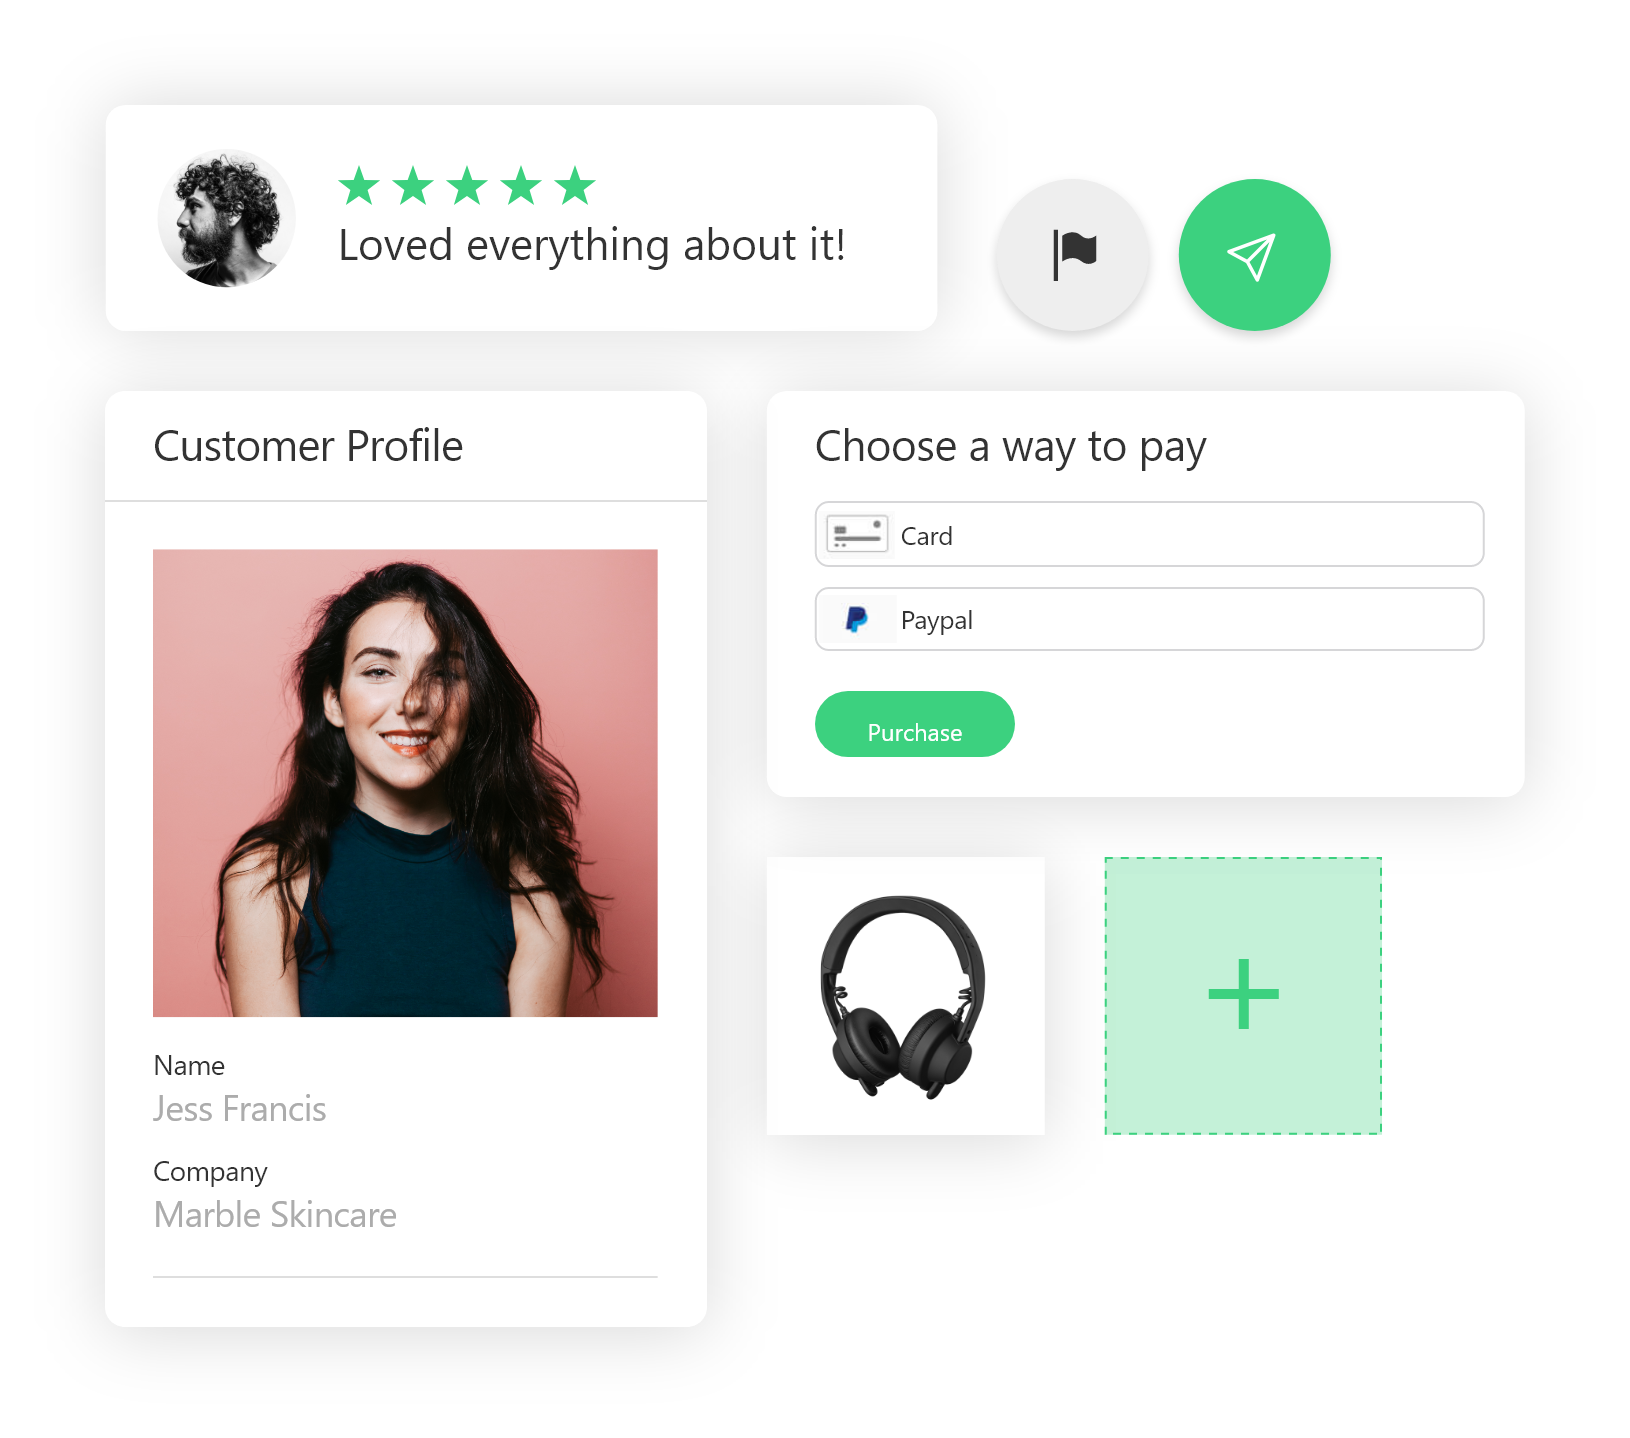 Loved everything about it!
Customer Profile
Name
Jess Francis
Company
Marble Skincare
Choose a way to pay
Card
Paypal
Purchase